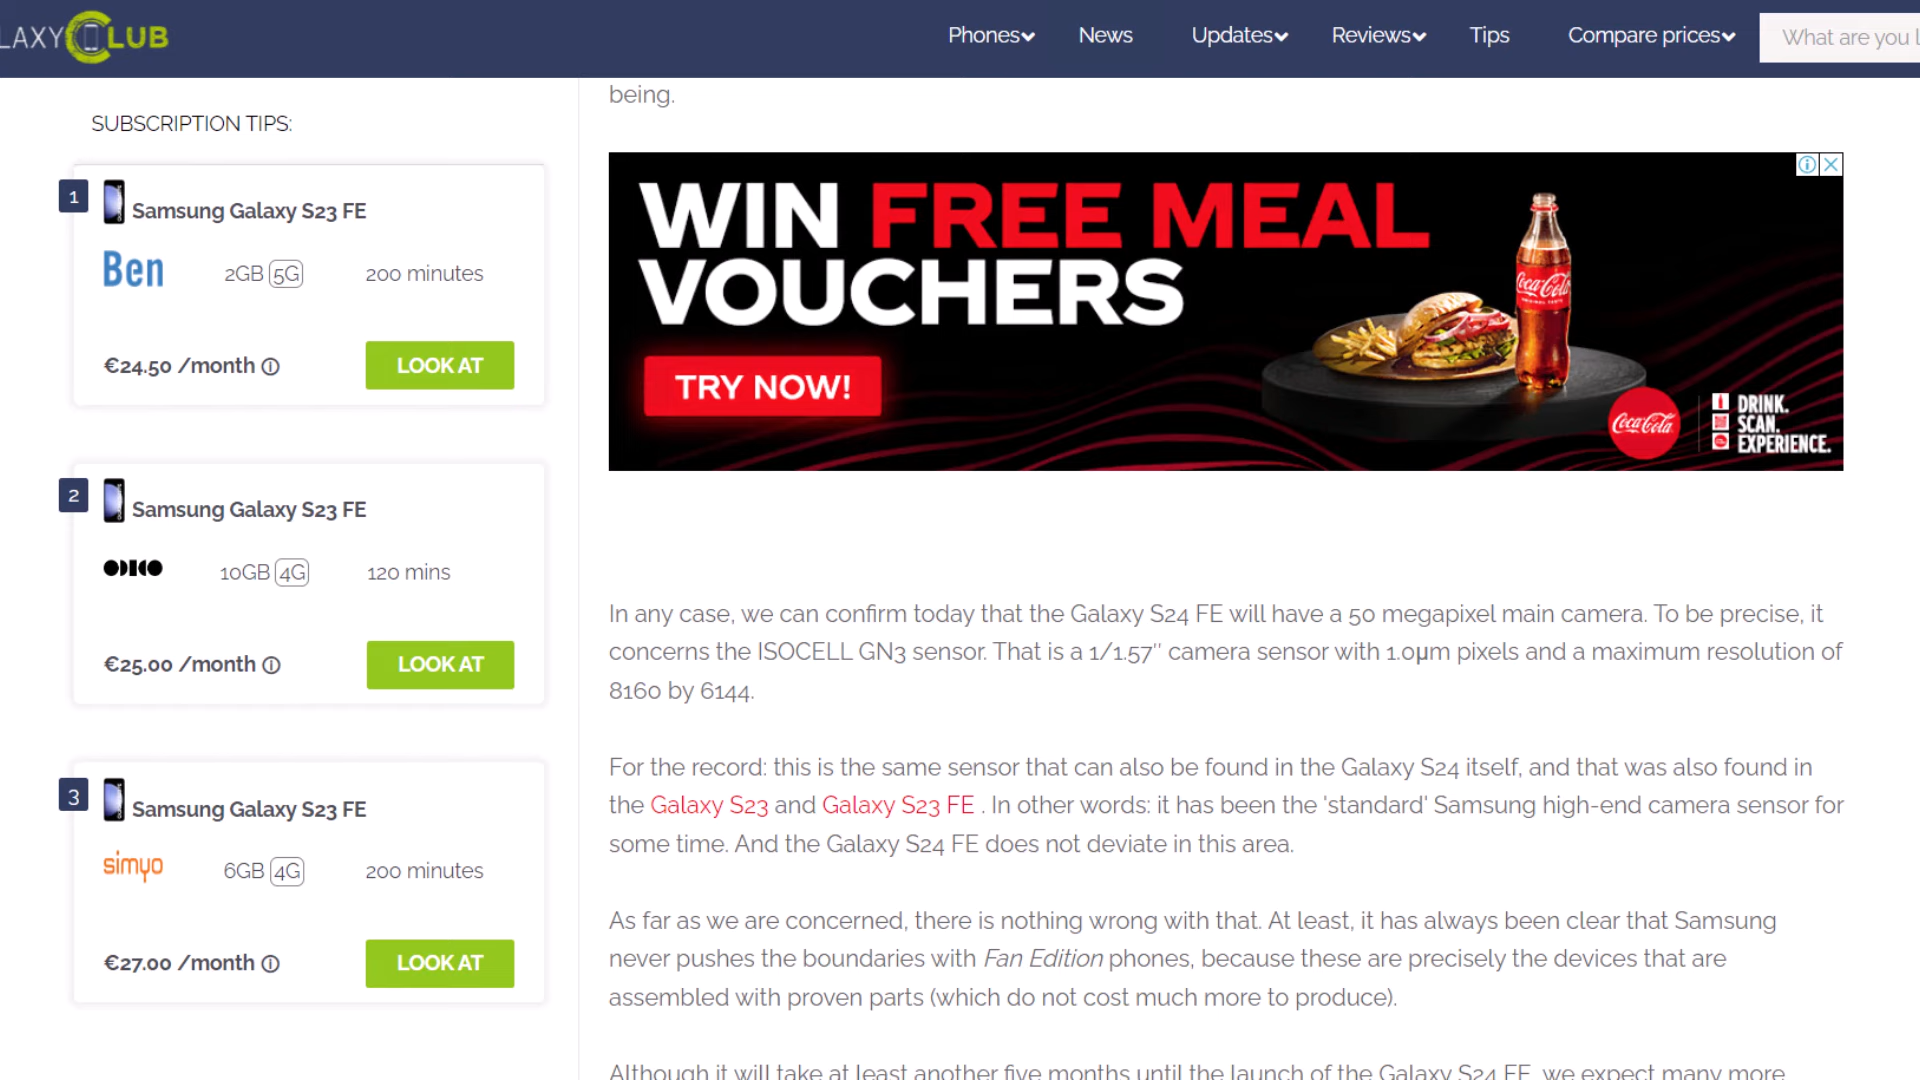 LAXY CLUB
Phones
News
Updates
Reviews
Tips
Compare prices
What are you l
SUBSCRIPTION TIPS:
1
Samsung Galaxy S23 FE
Ben
2GB 5G
200 minutes
€24.50 /month
LOOK AT
2
Samsung Galaxy S23 FE
ODIDO
10GB 4G
120 mins
€25.00 /month
LOOK AT
3
Samsung Galaxy S23 FE
simyo
6GB 4G
200 minutes
€27.00 /month
LOOK AT
being.
WIN FREE MEAL
VOUCHERS
TRY NOW!
Coca-Cola
ORIGINAL TASTE
Coca-Cola
DRINK.
SCAN.
EXPERIENCE.
In any case, we can confirm today that the Galaxy S24 FE will have a 50 megapixel main camera. To be precise, it
concerns the ISOCELL GN3 sensor. That is a 1/1.57″ camera sensor with 1.0μm pixels and a maximum resolution of
8160 by 6144.
For the record: this is the same sensor that can also be found in the Galaxy S24 itself, and that was also found in
the Galaxy S23 and Galaxy S23 FE . In other words: it has been the 'standard' Samsung high-end camera sensor for
some time. And the Galaxy S24 FE does not deviate in this area.
As far as we are concerned, there is nothing wrong with that. At least, it has always been clear that Samsung
never pushes the boundaries with Fan Edition phones, because these are precisely the devices that are
assembled with proven parts (which do not cost much more to produce).
Although it will take at least another five months until the launch of the Galaxy S24 FE, we expect many more